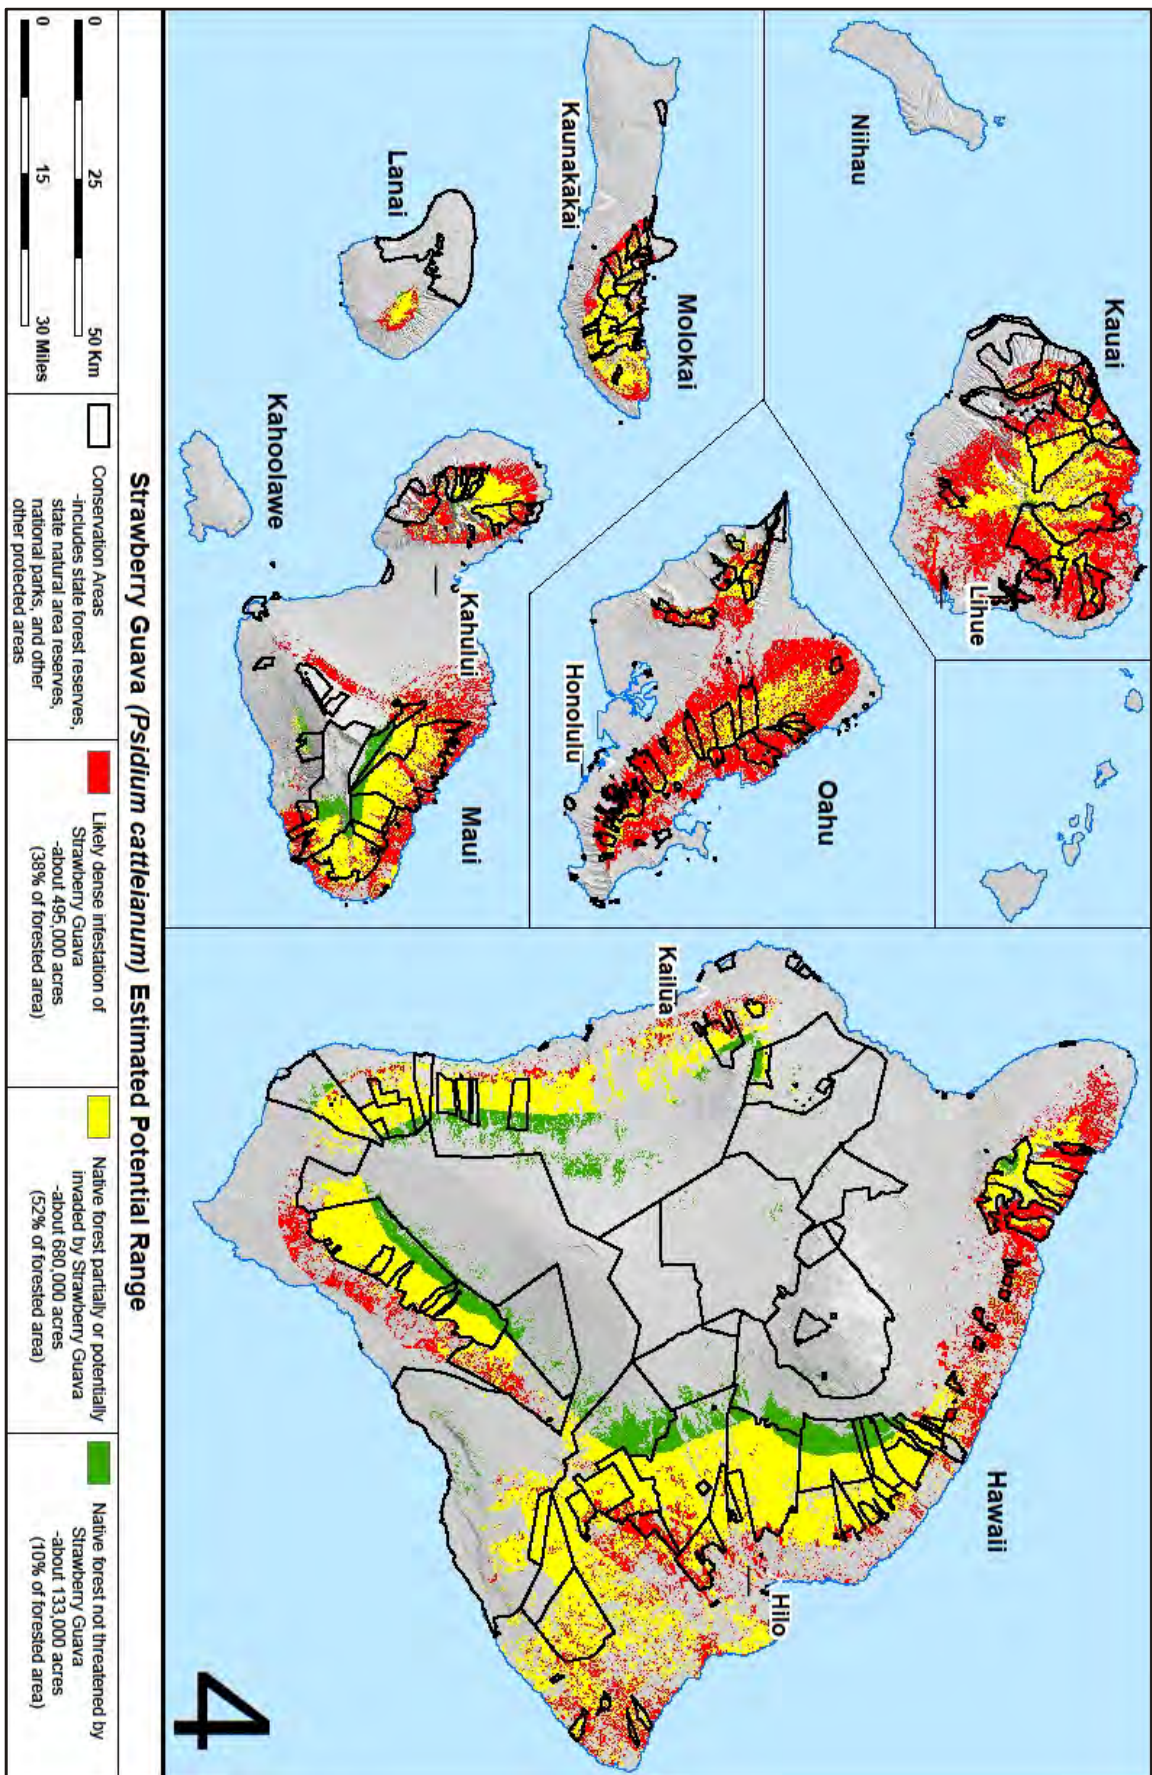 Kauai
Niihau
Lihue
Molokai
Kaunakākai
Oahu
Honolulu
Lanai
Kahului
Maui
Kahoolawe
Hawaii
Kailua
Hilo
4
Strawberry Guava (Psidium cattleianum) Estimated Potential Range
0 25 50 Km
0 15 30 Miles
Conservation Areas
-includes state forest reserves,
state natural area reserves,
national parks, and other
other protected areas
Likely dense infestation of
Strawberry Guava
-about 495,000 acres
(38% of forested area)
Native forest partially or potentially
invaded by Strawberry Guava
-about 680,000 acres
(52% of forested area)
Native forest not threatened by
Strawberry Guava
-about 133,000 acres
(10% of forested area)